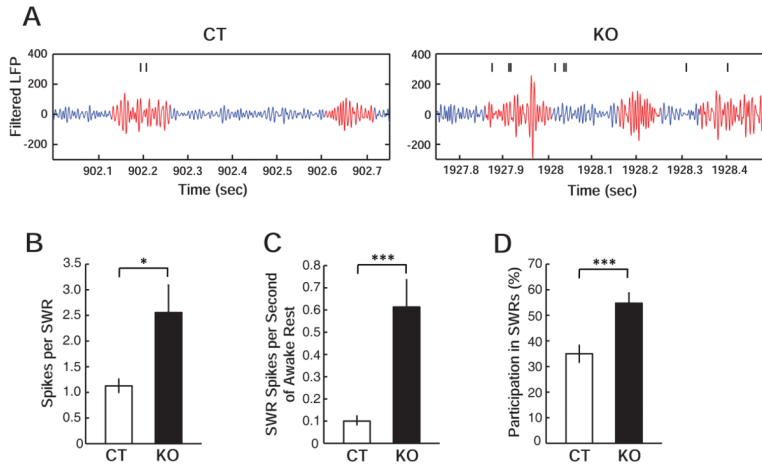 A
CT
KO
Filtered LFP
400
200
0
-200
902.1 902.2 902.3 902.4 902.5 902.6 902.7
Time (sec)
400
200
0
-200
1927.8 1927.9 1928 1928.1 1928.2 1928.3 1928.4
Time (sec)
B
*
Spikes per SWR
3.5
3.0
2.5
2.0
1.5
1.0
0.5
0
CT KO
C
***
SWR Spikes per Second
of Awake Rest
0.8
0.7
0.6
0.5
0.4
0.3
0.2
0.1
0
CT KO
D
***
Participation in SWRs (%)
70
60
50
40
30
20
10
0
CT KO